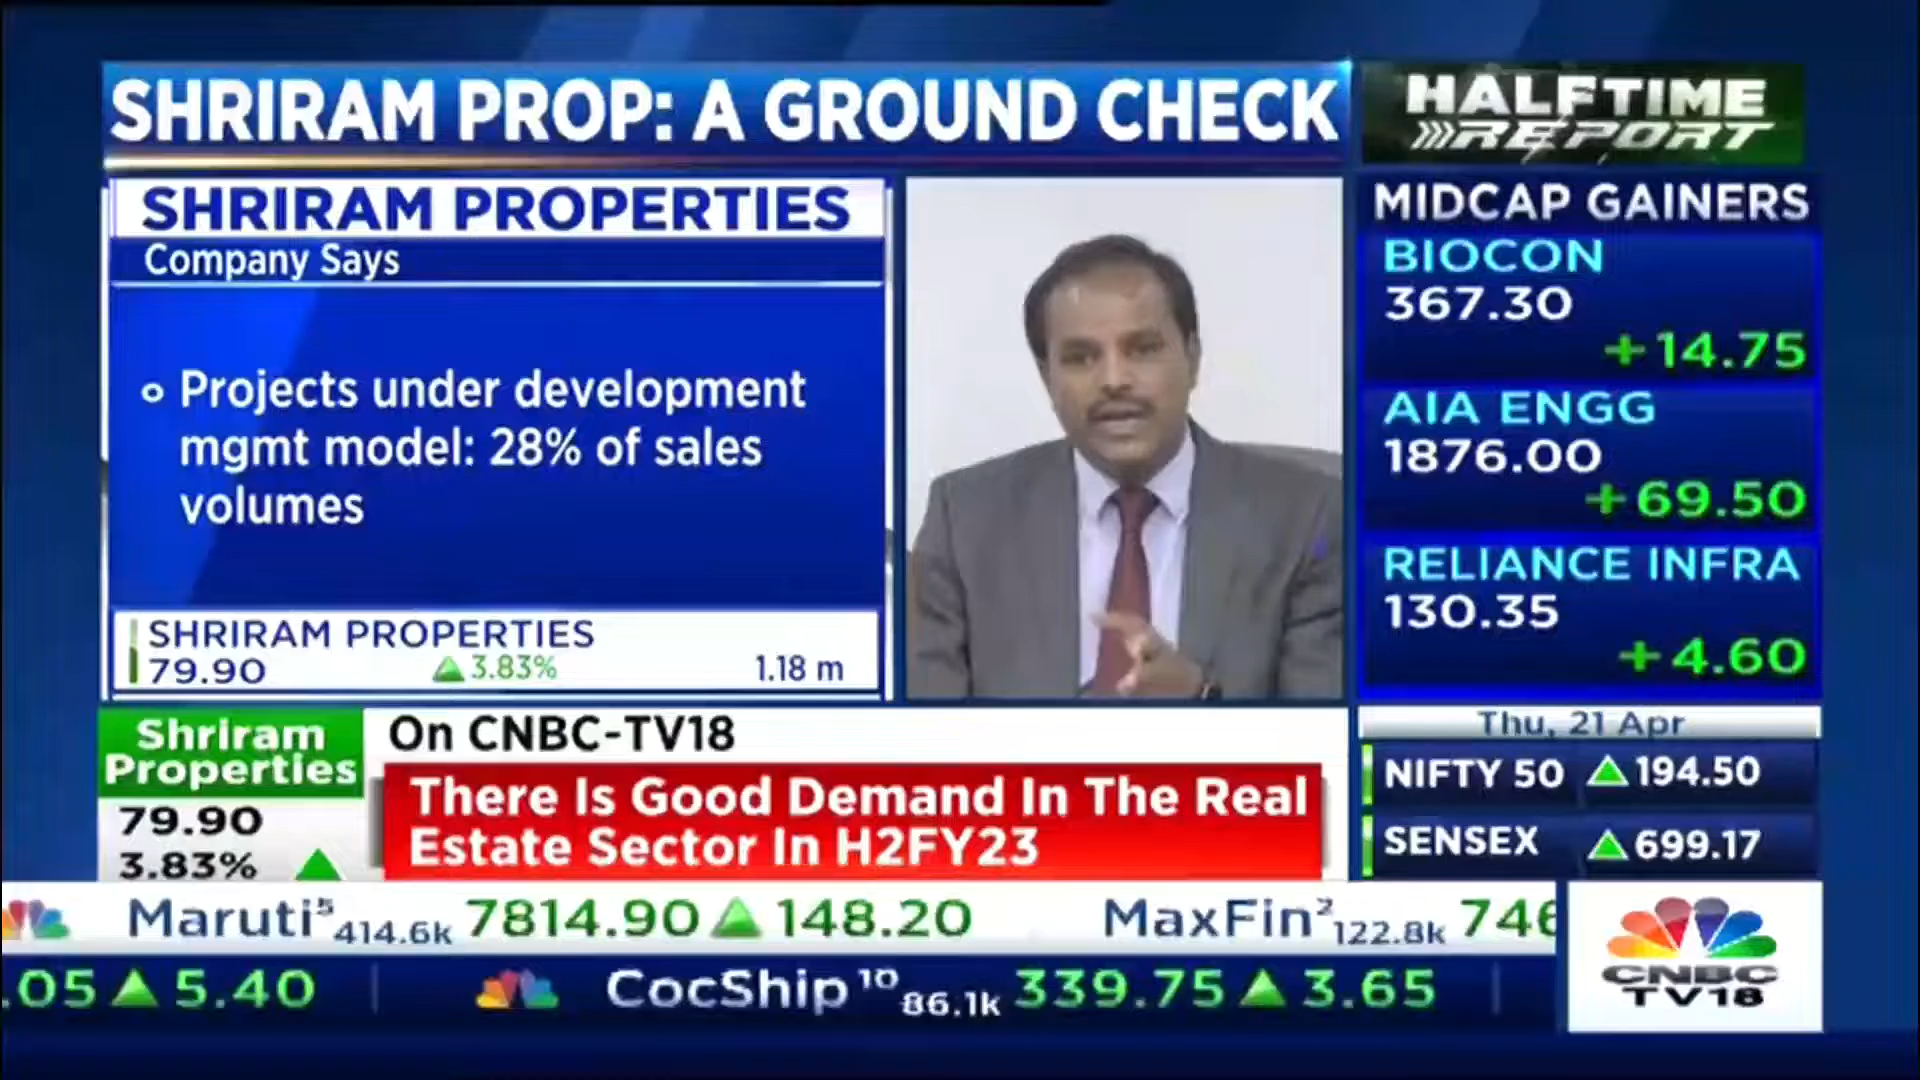 SHRIRAM PROP: A GROUND CHECK
HALFTIME
REPORT
SHRIRAM PROPERTIES
Company Says
Projects under development
mgmt model: 28% of sales
volumes
SHRIRAM PROPERTIES
79.90 3.83% 1.18 m
MIDCAP GAINERS
BIOCON
367.30
+14.75
AIA ENGG
1876.00
+69.50
RELIANCE INFRA
130.35
+4.60
Shriram
Properties
79.90
3.83%
On CNBC-TV18
There Is Good Demand In The Real
Estate Sector In H2FY23
Thu, 21 Apr
NIFTY 50 194.50
SENSEX 699.17
Maruti 5 414.6k 7814.90 148.20 MaxFin 2 122.8k 746
.05 5.40 CocShip 10 86.1k 339.75 3.65
CNBC
TV18